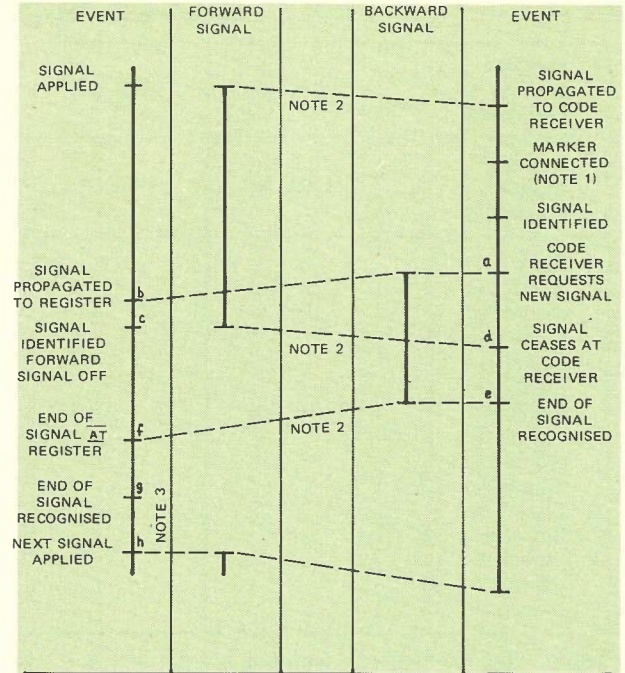 EVENT
FORWARD
SIGNAL
BACKWARD
SIGNAL
EVENT
SIGNAL
APPLIED
NOTE 2
SIGNAL
PROPAGATED
TO CODE
RECEIVER
MARKER
CONNECTED
(NOTE 1)
SIGNAL
IDENTIFIED
a
CODE
RECEIVER
REQUESTS
NEW SIGNAL
SIGNAL
PROPAGATED
TO REGISTER
b
c
SIGNAL
IDENTIFIED
FORWARD
SIGNAL OFF
NOTE 2
d
SIGNAL
CEASES AT
CODE
RECEIVER
e
END OF
SIGNAL
RECOGNISED
END OF
SIGNAL AT
REGISTER
f
NOTE 2
END OF
SIGNAL
RECOGNISED
g
NOTE 3
NEXT SIGNAL
APPLIED
h